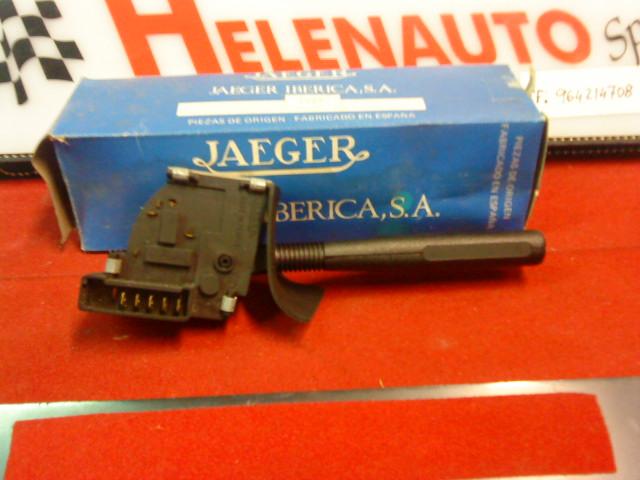 HELENAUTO Sp
F. 964214708
JAEGER
JAEGER IBERICA, S.A.
PIEZAS DE ORIGEN - FABRICADO EN ESPAÑA
JAEGER
IBERICA, S.A.
PIEZAS DE ORIGEN
FABRICADO EN ESPAÑA